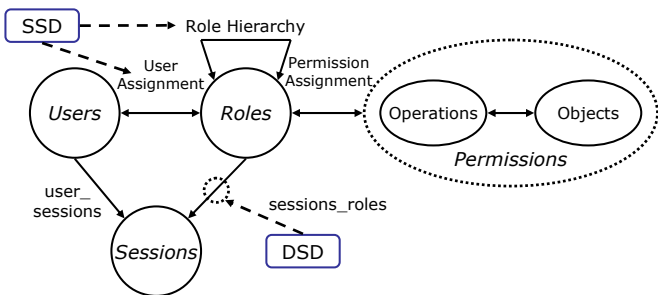 SSD
Role Hierarchy
User
Assignment
Permission
Assignment
Users
Roles
Operations
Objects
Permissions
user_
sessions
sessions_roles
Sessions
DSD